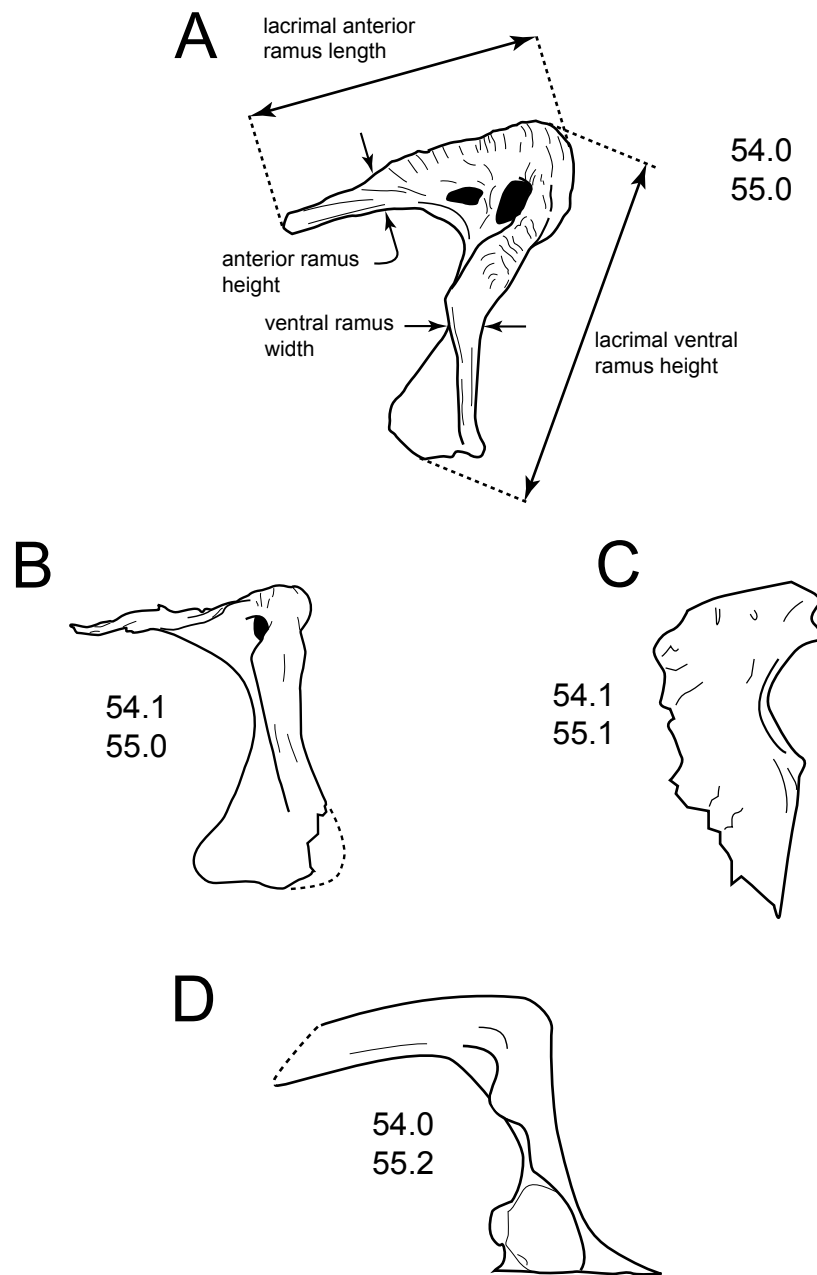 A
lacrimal anterior
ramus length
54.0
55.0
anterior ramus
height
ventral ramus
width
lacrimal ventral
ramus height
B
54.1
55.0
C
54.1
55.1
D
54.0
55.2